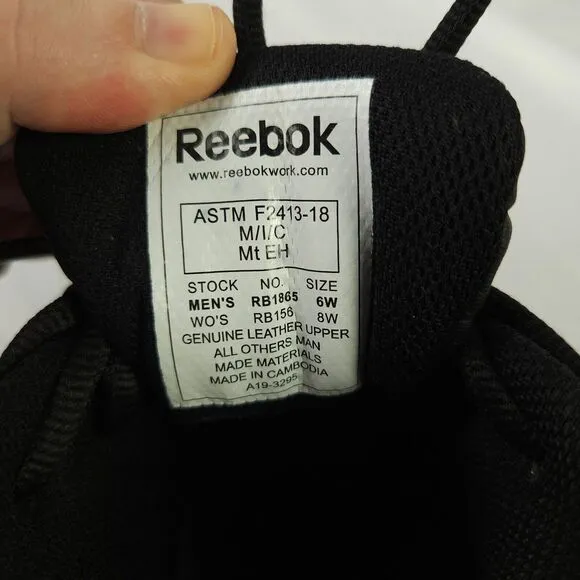 Reebok
www.reebokwork.com
ASTM F2413-18
M/I/C
Mt EH
STOCK NO. SIZE
MEN'S RB1865 6W
WO'S RB156 8W
GENUINE LEATHER UPPER
ALL OTHERS MAN
MADE MATERIALS
MADE IN CAMBODIA
A19-3295